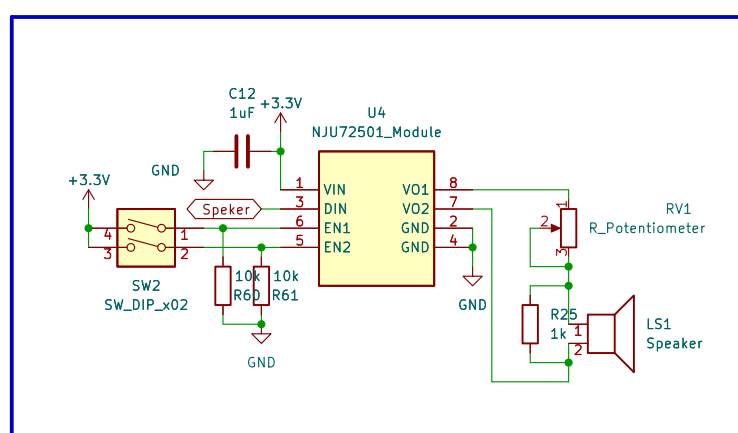 C12
1uF
+3.3V
U4
NJU72501_Module
GND
+3.3V
1 VIN VO1 8
Speker
3 DIN VO2 7
6 EN1 GND 2
5 EN2 GND 4
4 1
3 2
SW2
SW_DIP_x02
10k
R60
10k
R61
GND
GND
1
2
3
RV1
R_Potentiometer
R25
1k
1
2
LS1
Speaker